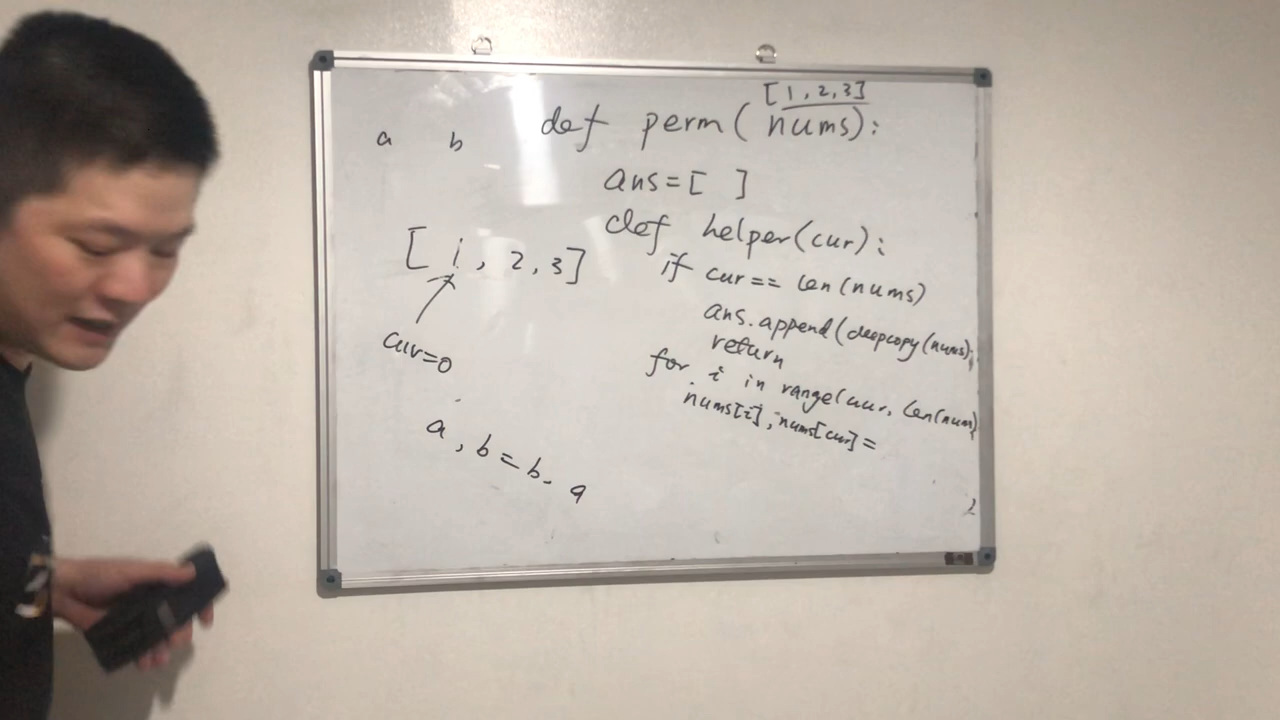 [1,2,3]
def perm(nums):
a b
ans=[ ]
def helper(cur):
[1,2,3]
if cur== len(nums)
ans.append(deepcopy(nums);
return
cur=0
for i in range(cur, len(num)
nums[i], nums[cur]=
a, b=b, a